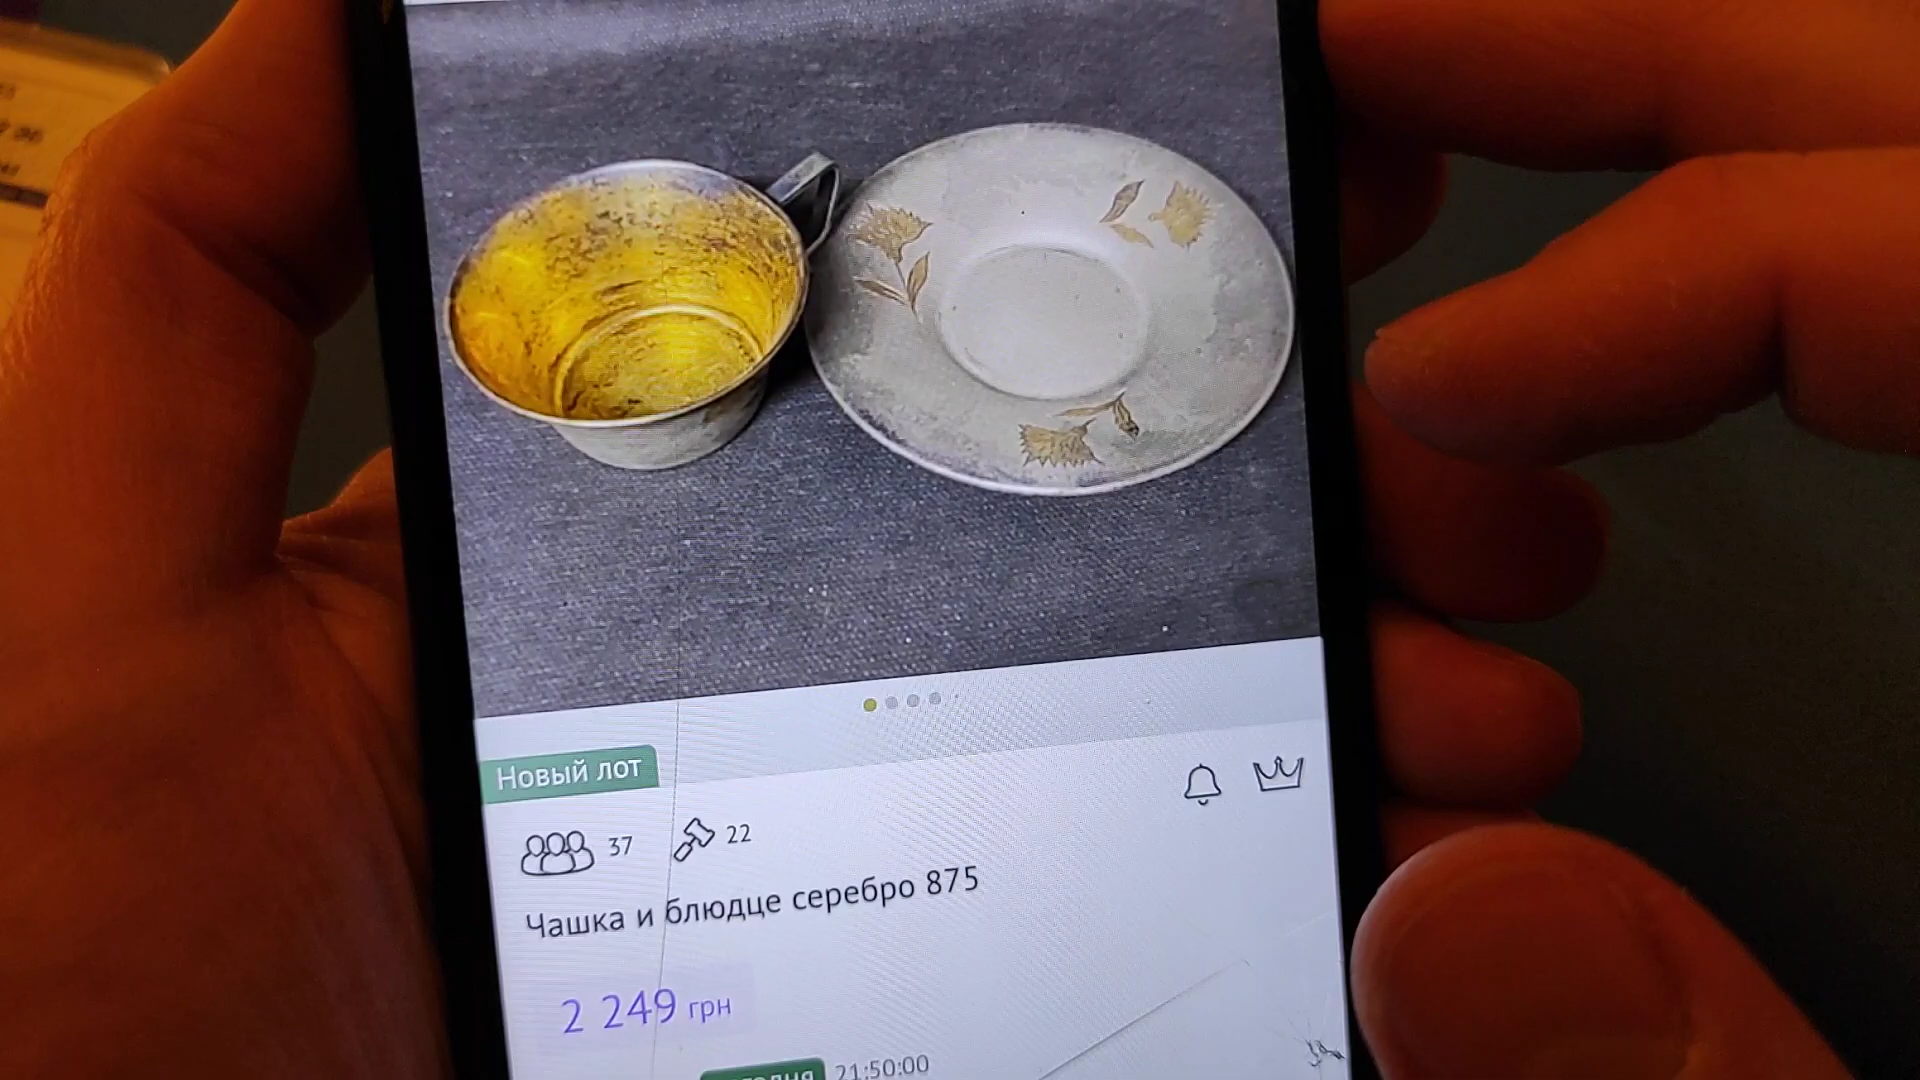 Новый лот
37
22
Чашка и блюдце серебро 875
2 249 грн
21:50:00